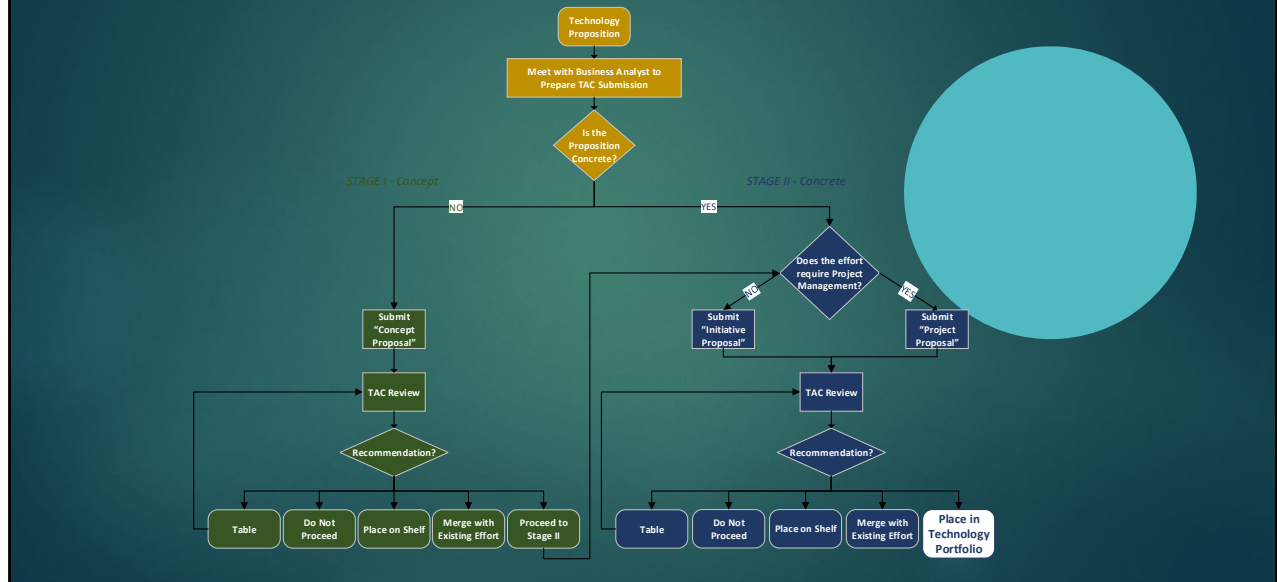 Technology
Proposition
Meet with Business Analyst to
Prepare TAC Submission
Is the
Proposition
Concrete?
STAGE I - Concept
STAGE II - Concrete
NO
YES
Does the effort
require Project
Management?
NO
YES
Submit
“Concept
Proposal”
Submit
“Initiative
Proposal”
Submit
“Project
Proposal”
TAC Review
TAC Review
Recommendation?
Recommendation?
Table
Do Not
Proceed
Place on Shelf
Merge with
Existing Effort
Proceed to
Stage II
Table
Do Not
Proceed
Place on Shelf
Merge with
Existing Effort
Place in
Technology
Portfolio